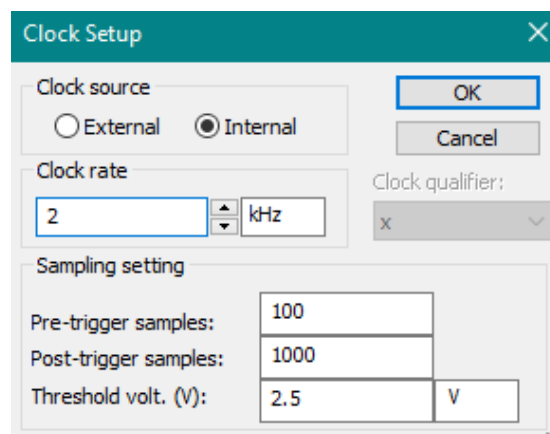 Clock Setup
Clock source
External Internal
OK
Cancel
Clock rate
2 kHz
Clock qualifier:
x
Sampling setting
Pre-trigger samples: 100
Post-trigger samples: 1000
Threshold volt. (V): 2.5 V